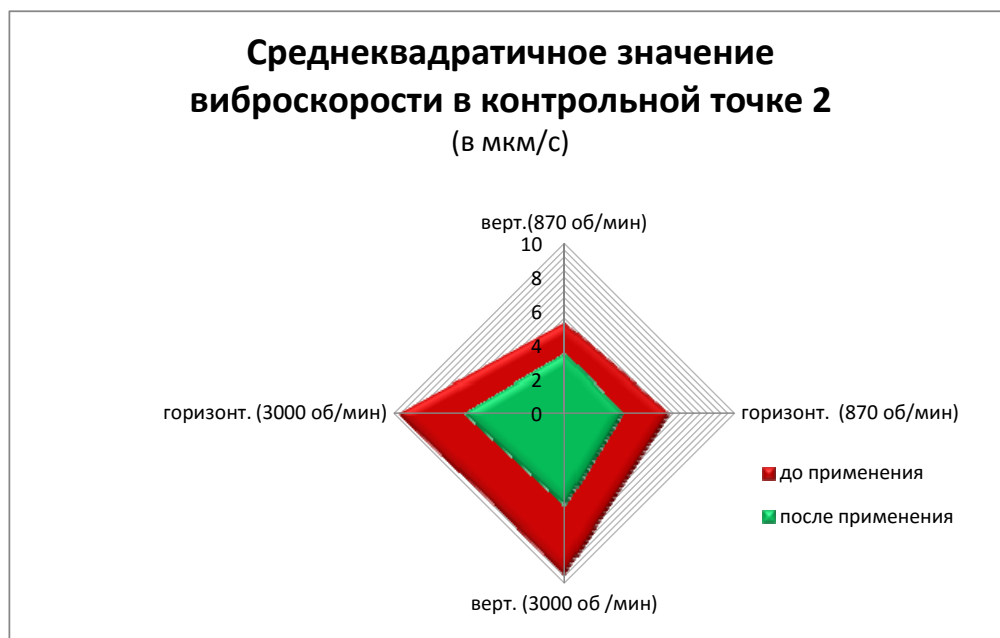 Среднеквадратичное значение
виброскорости в контрольной точке 2
(в мкм/с)
верт.(870 об/мин)
10
8
6
4
2
0
горизонт. (3000 об/мин)
горизонт. (870 об/мин)
до применения
после применения
верт. (3000 об /мин)